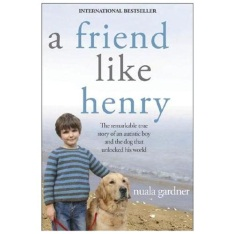 INTERNATIONAL BESTSELLER
a friend
like
henry
The remarkable true
story of an autistic boy
and the dog that
unlocked his world
nuala gardner